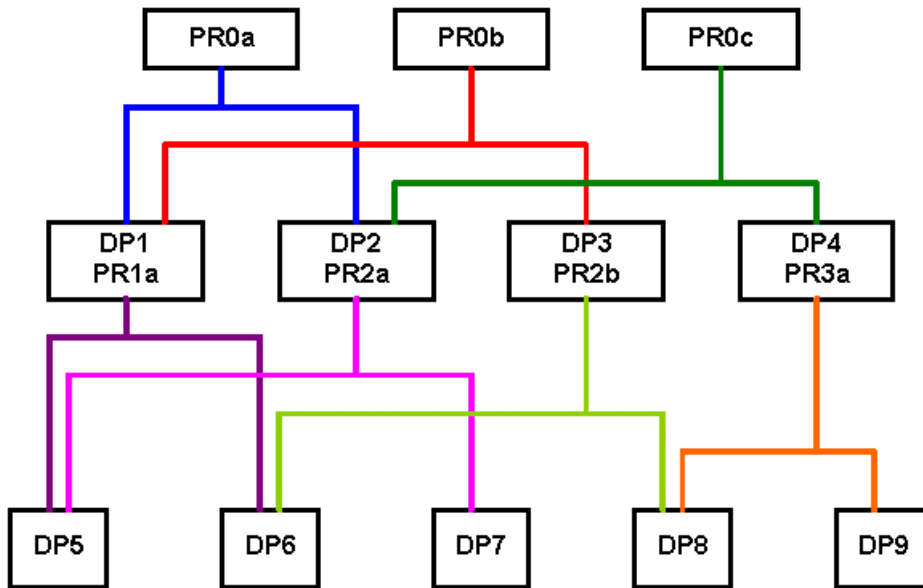 PR0a
PR0b
PR0c
DP1
PR1a
DP2
PR2a
DP3
PR2b
DP4
PR3a
DP5
DP6
DP7
DP8
DP9